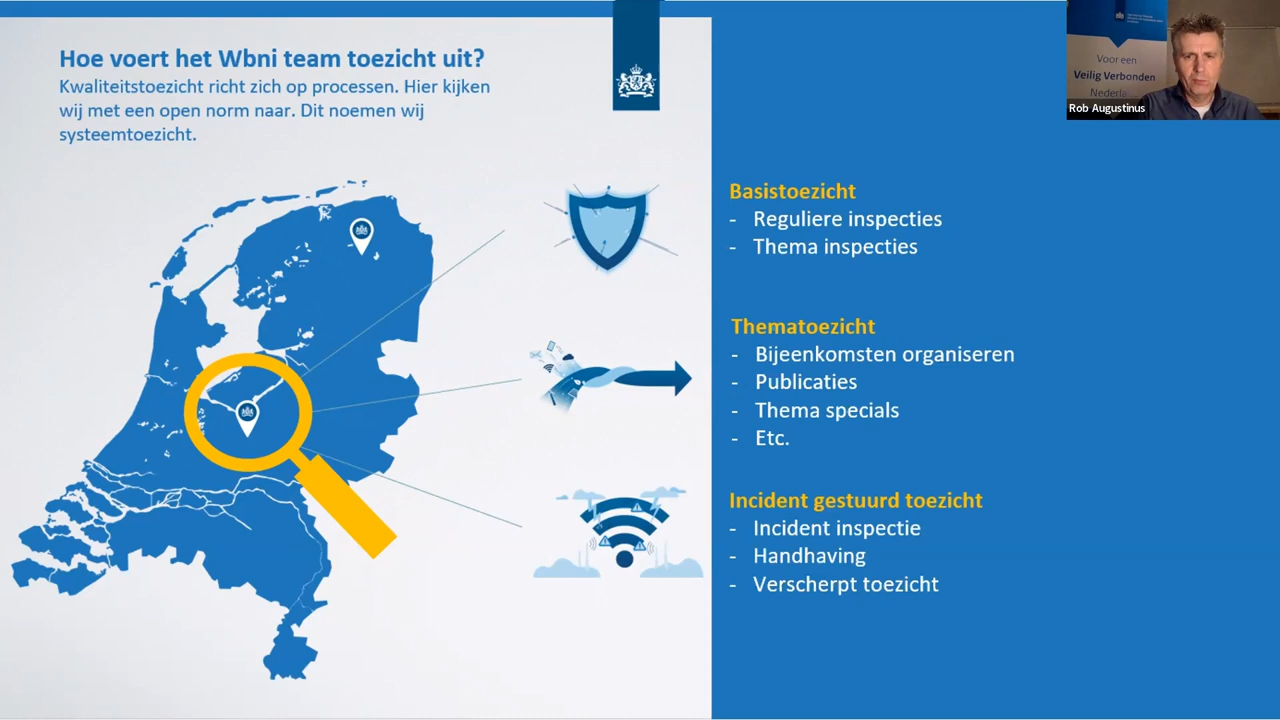 Hoe voert het Wbni team toezicht uit?
Kwaliteitstoezicht richt zich op processen. Hier kijken
wij met een open norm naar. Dit noemen wij
systeemtoezicht.
Voor een
Veilig Verbonden
Nederla
Rob Augustinus
Basistoezicht
- Reguliere inspecties
- Thema inspecties
Thematoezicht
- Bijeenkomsten organiseren
- Publicaties
- Thema specials
- Etc.
Incident gestuurd toezicht
- Incident inspectie
- Handhaving
- Verscherpt toezicht